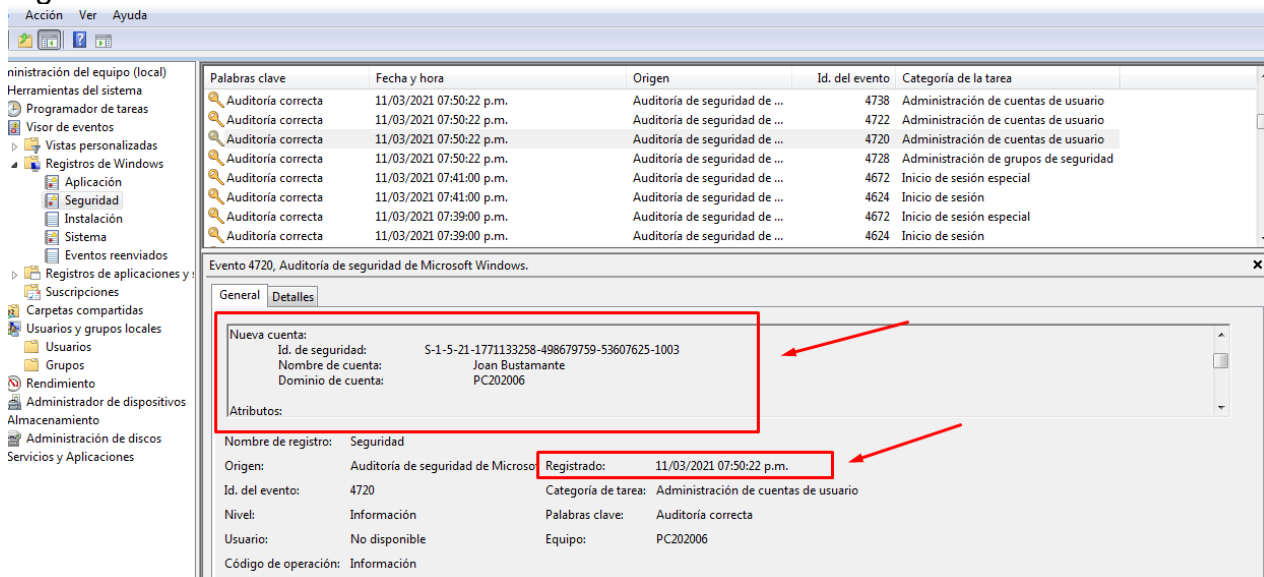 Acción Ver Ayuda
ninistración del equipo (local)
Herramientas del sistema
Programador de tareas
Visor de eventos
Vistas personalizadas
Registros de Windows
Aplicación
Seguridad
Instalación
Sistema
Eventos reenviados
Registros de aplicaciones y s
Suscripciones
Carpetas compartidas
Usuarios y grupos locales
Usuarios
Grupos
Rendimiento
Administrador de dispositivos
Almacenamiento
Administración de discos
Servicios y Aplicaciones
Palabras clave Fecha y hora Origen Id. del evento Categoría de la tarea
Auditoría correcta 11/03/2021 07:50:22 p.m. Auditoría de seguridad de ... 4738 Administración de cuentas de usuario
Auditoría correcta 11/03/2021 07:50:22 p.m. Auditoría de seguridad de ... 4722 Administración de cuentas de usuario
Auditoría correcta 11/03/2021 07:50:22 p.m. Auditoría de seguridad de ... 4720 Administración de cuentas de usuario
Auditoría correcta 11/03/2021 07:50:22 p.m. Auditoría de seguridad de ... 4728 Administración de grupos de seguridad
Auditoría correcta 11/03/2021 07:41:00 p.m. Auditoría de seguridad de ... 4672 Inicio de sesión especial
Auditoría correcta 11/03/2021 07:41:00 p.m. Auditoría de seguridad de ... 4624 Inicio de sesión
Auditoría correcta 11/03/2021 07:39:00 p.m. Auditoría de seguridad de ... 4672 Inicio de sesión especial
Auditoría correcta 11/03/2021 07:39:00 p.m. Auditoría de seguridad de ... 4624 Inicio de sesión
Evento 4720, Auditoría de seguridad de Microsoft Windows.
General Detalles
Nueva cuenta:
Id. de seguridad: S-1-5-21-1771133258-498679759-53607625-1003
Nombre de cuenta: Joan Bustamante
Dominio de cuenta: PC202006
Atributos:
Nombre de registro: Seguridad
Origen: Auditoría de seguridad de Microsof Registrado: 11/03/2021 07:50:22 p.m.
Id. del evento: 4720 Categoría de tarea: Administración de cuentas de usuario
Nivel: Información Palabras clave: Auditoría correcta
Usuario: No disponible Equipo: PC202006
Código de operación: Información